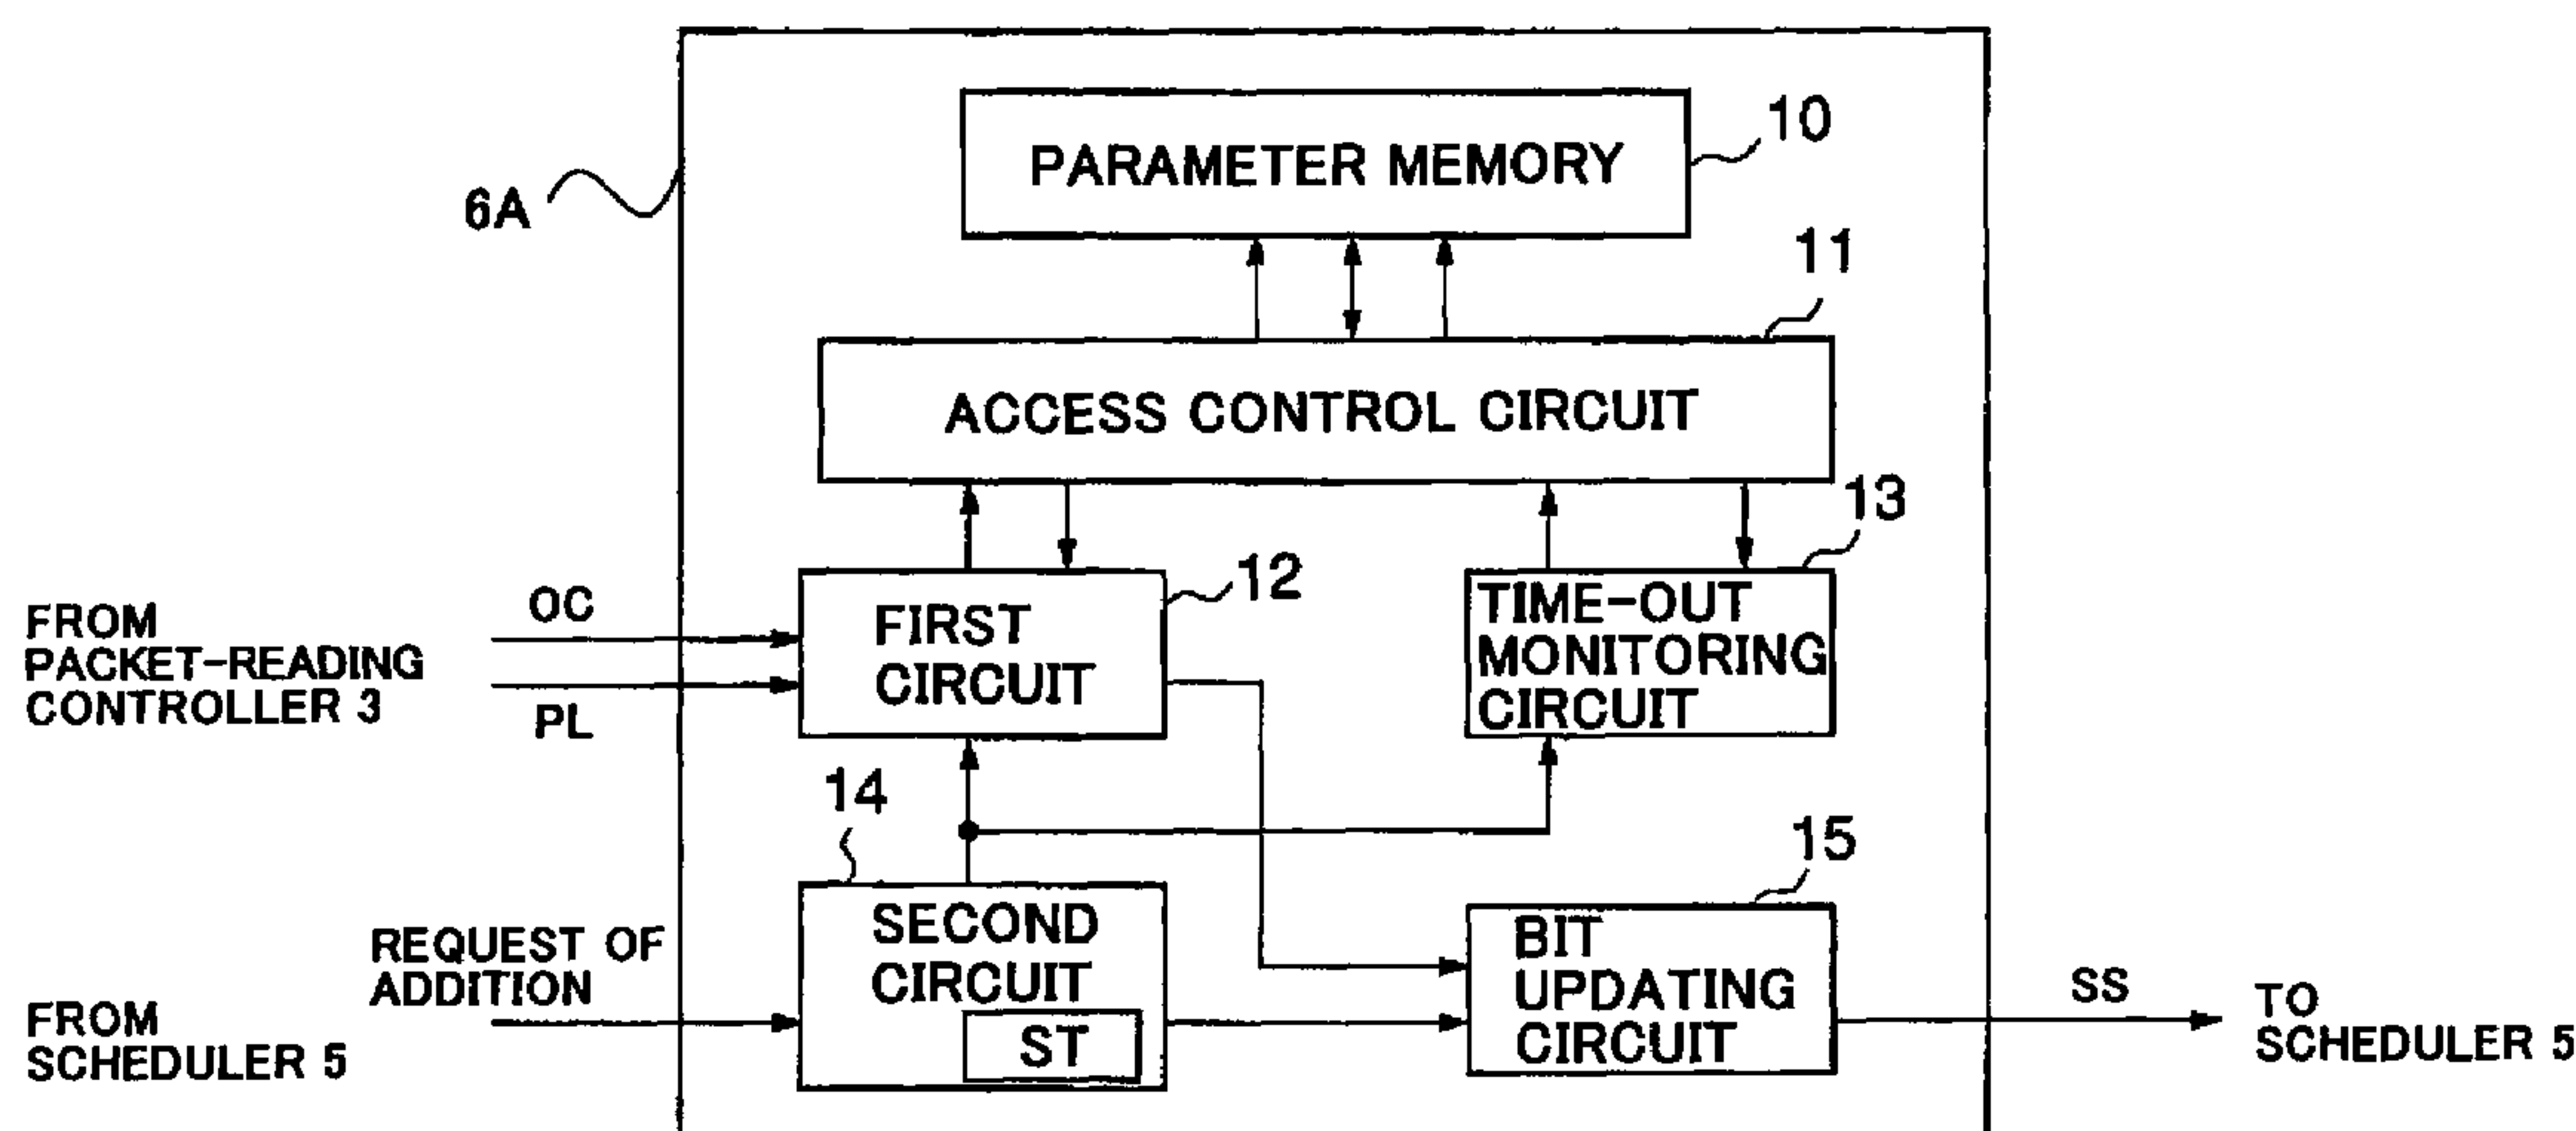 10
PARAMETER MEMORY
6A
11
ACCESS CONTROL CIRCUIT
13
12
OC
FROM
PACKET-READING
CONTROLLER 3
PL
FIRST
CIRCUIT
TIME-OUT
MONITORING
CIRCUIT
14
15
REQUEST OF
ADDITION
FROM
SCHEDULER 5
SECOND
CIRCUIT
ST
BIT
UPDATING
CIRCUIT
SS
TO
SCHEDULER 5